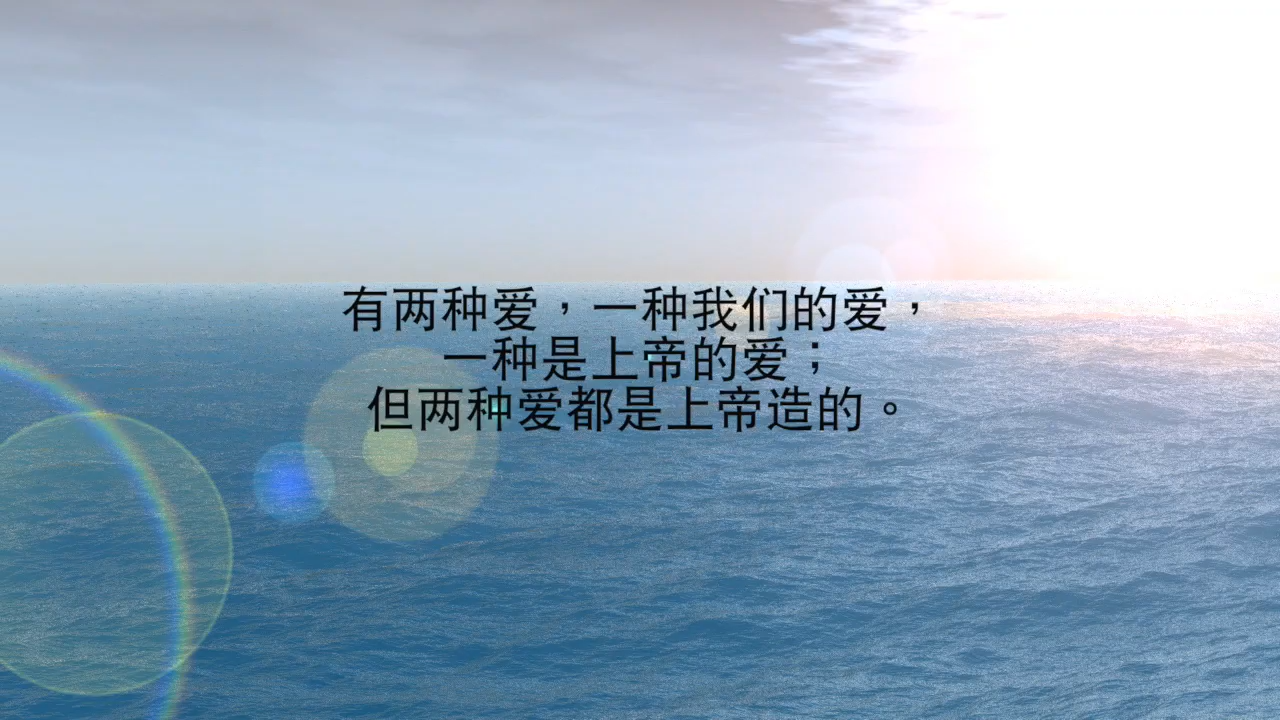 有两种爱，一种我们的爱，
一种是上帝的爱；
但两种爱都是上帝造的。